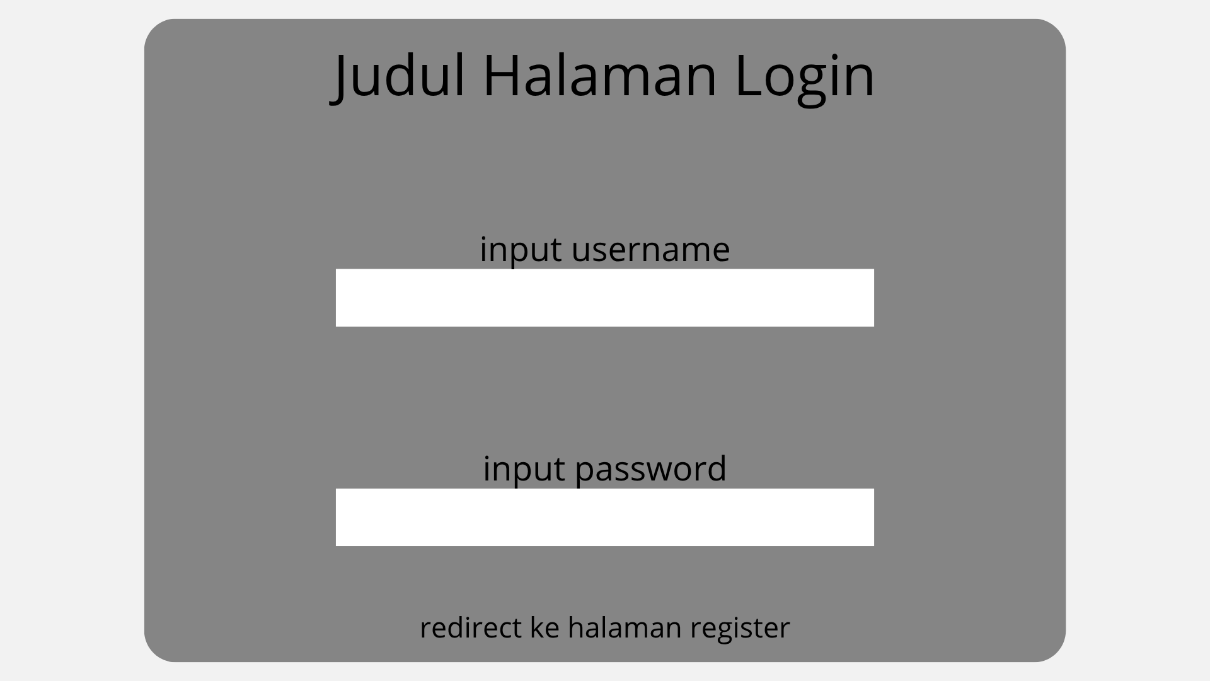 Judul Halaman Login
input username
input password
redirect ke halaman register